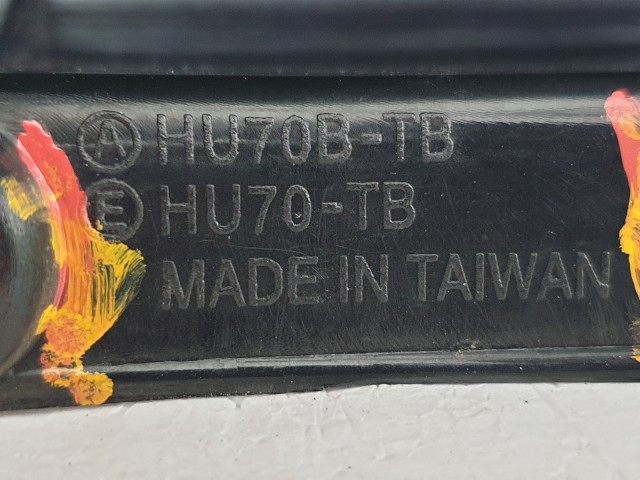 Ⓐ HU70B-TB
Ⓔ HU70-TB
MADE IN TAIWAN